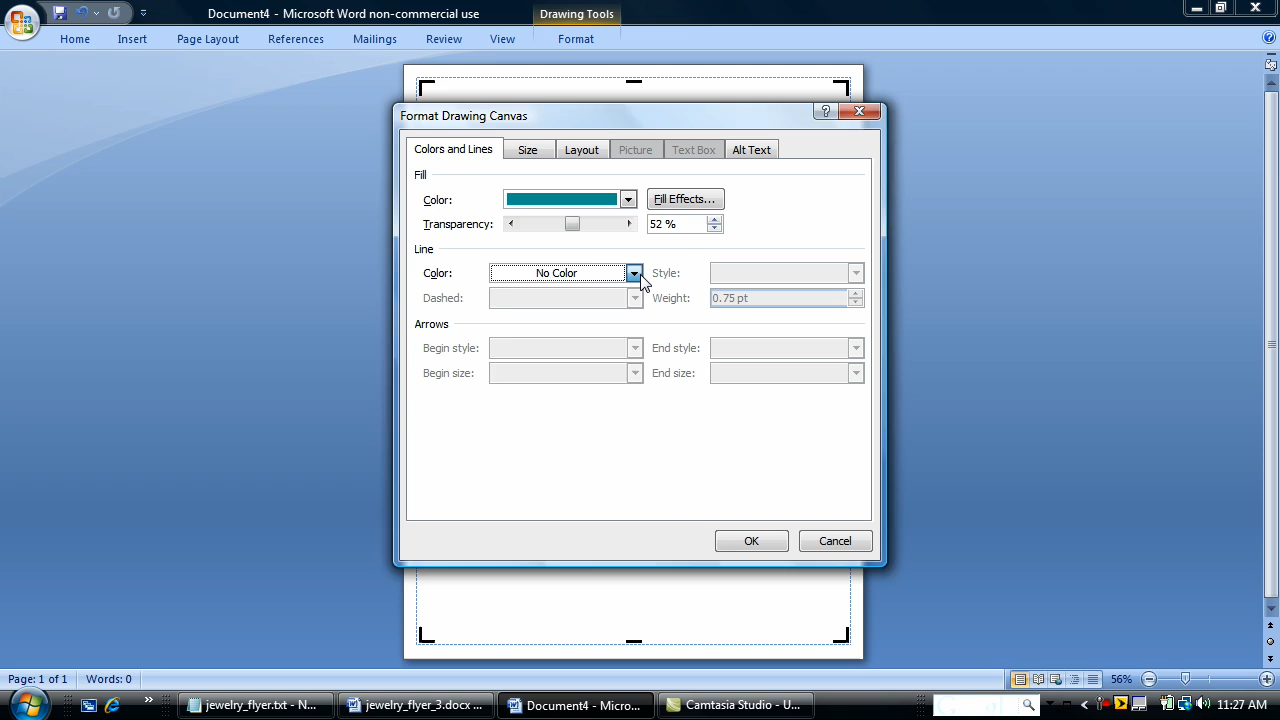 Document4 - Microsoft Word non-commercial use
Drawing Tools
Home Insert Page Layout References Mailings Review View Format
Format Drawing Canvas
Colors and Lines Size Layout Picture Text Box Alt Text
Fill
Color: Fill Effects...
Transparency: 52 %
Line
Color: No Color Style:
Dashed: Weight: 0.75 pt
Arrows
Begin style: End style:
Begin size: End size:
OK Cancel
Page: 1 of 1 Words: 0 56%
jewelry_flyer.txt - N... jewelry_flyer_3.docx ... Document4 - Micros... Camtasia Studio - U... 11:27 AM